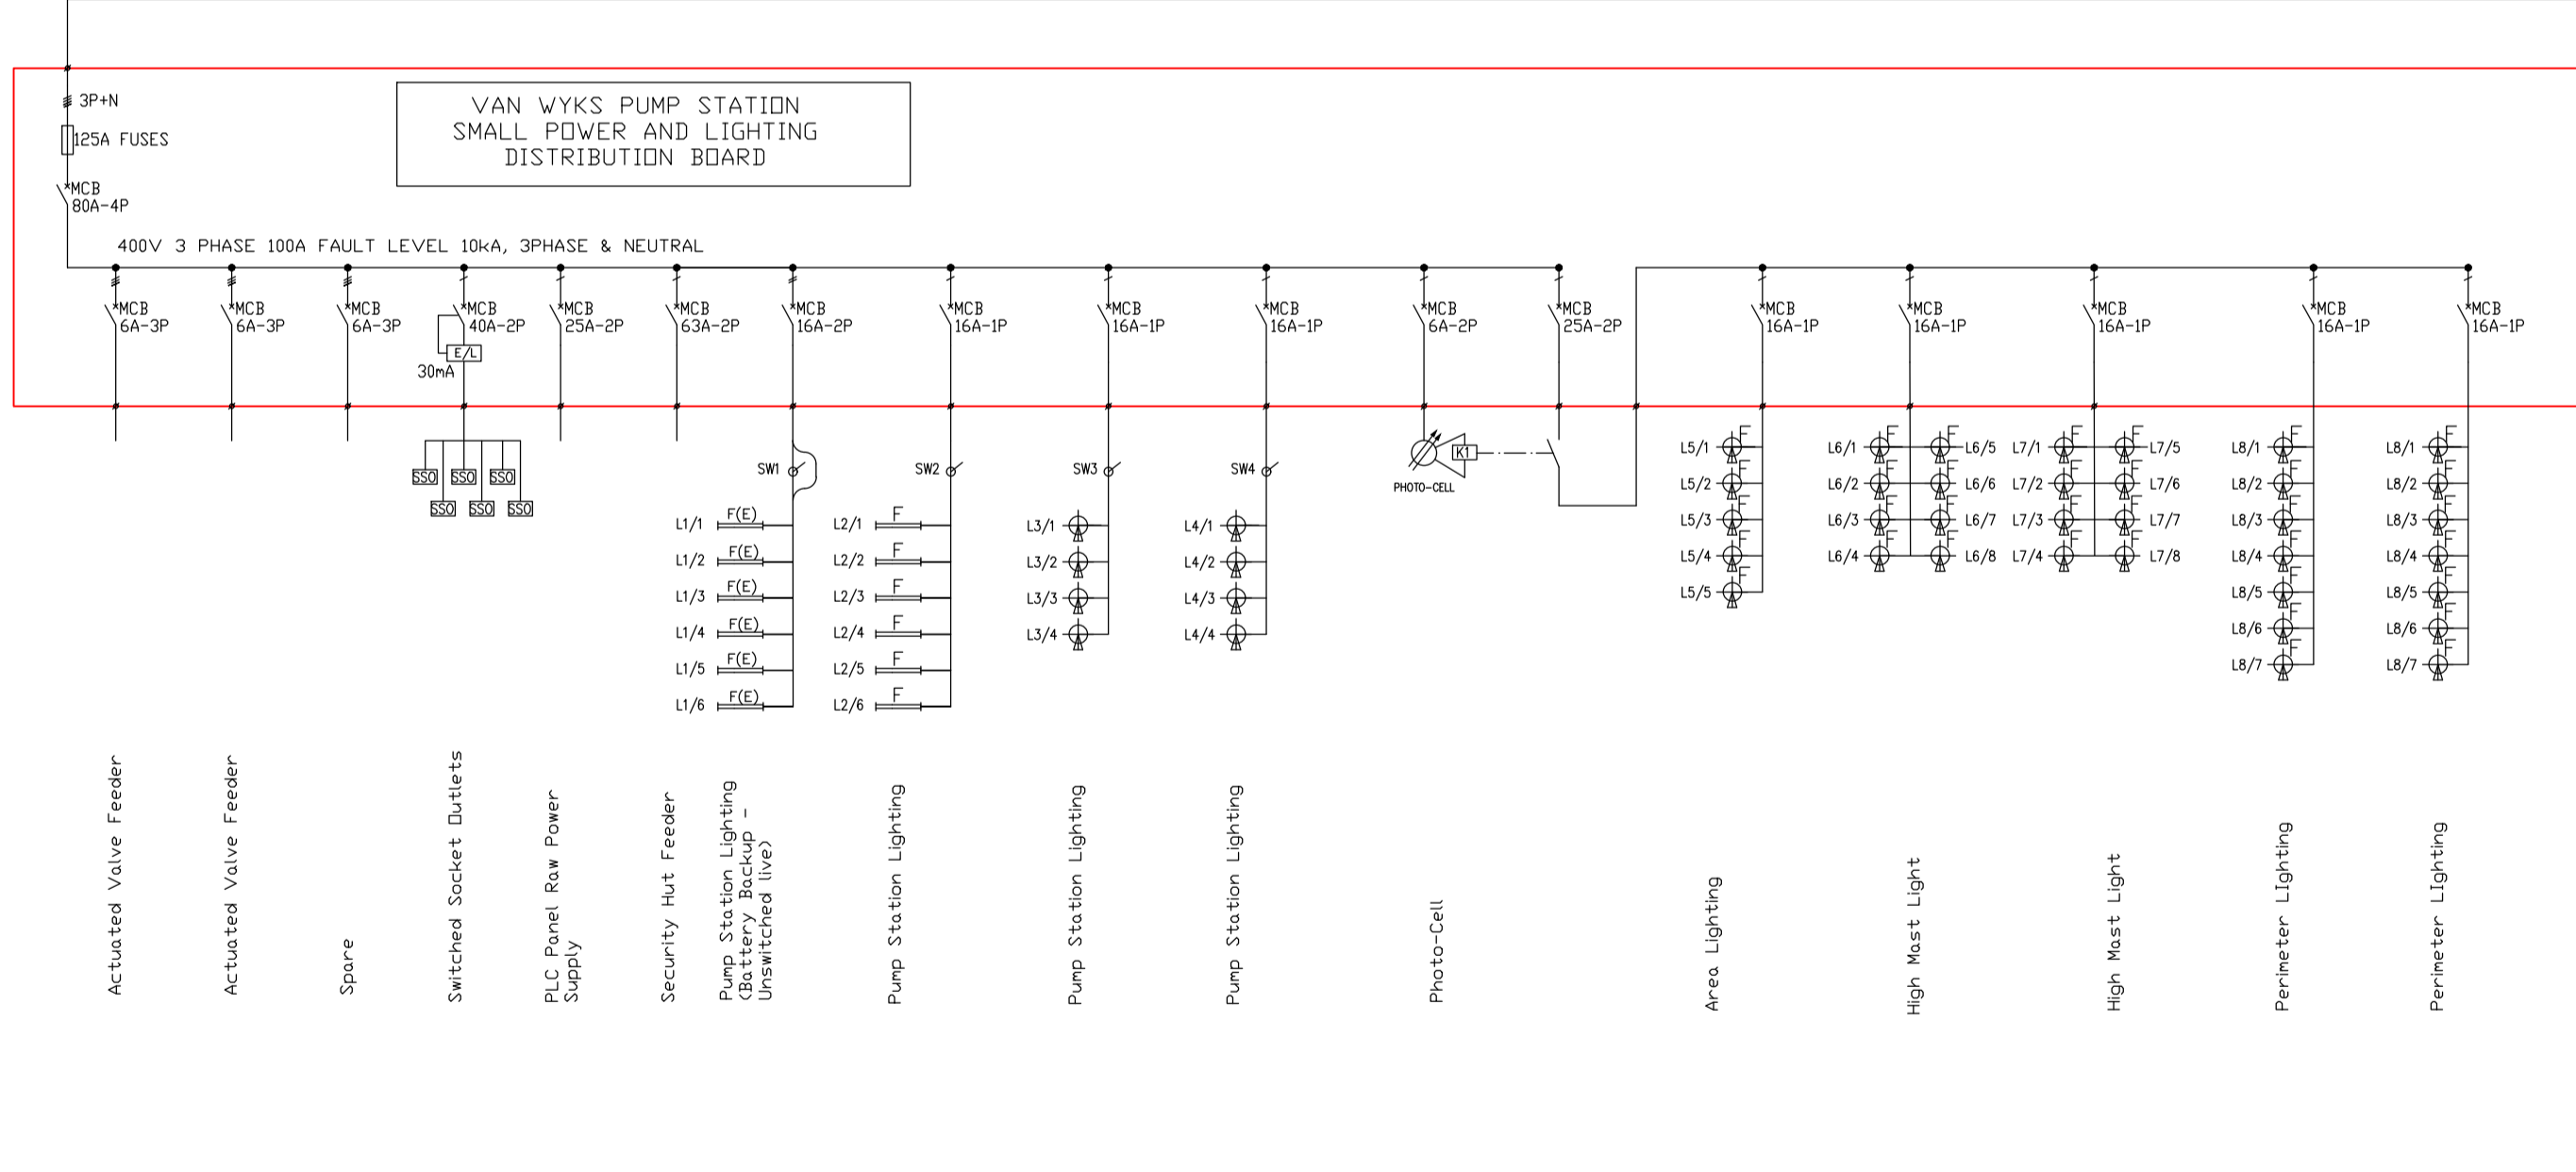 3P+N
125A FUSES
MCB
80A-4P
VAN WYKS PUMP STATION
SMALL POWER AND LIGHTING
DISTRIBUTION BOARD
400V 3 PHASE 100A FAULT LEVEL 10kA, 3PHASE & NEUTRAL
MCB
6A-3P
MCB
6A-3P
MCB
6A-3P
MCB
40A-2P
E/L
30mA
MCB
25A-2P
MCB
63A-2P
MCB
16A-2P
MCB
16A-1P
MCB
16A-1P
MCB
16A-1P
MCB
6A-2P
MCB
25A-2P
MCB
16A-1P
MCB
16A-1P
MCB
16A-1P
MCB
16A-1P
MCB
16A-1P
SSO SSO SSO
SSO SSO SSO
SW1
L1/1 F(E)
L1/2 F(E)
L1/3 F(E)
L1/4 F(E)
L1/5 F(E)
L1/6 F(E)
SW2
L2/1 F
L2/2 F
L2/3 F
L2/4 F
L2/5 F
L2/6 F
SW3
L3/1
L3/2
L3/3
L3/4
SW4
L4/1
L4/2
L4/3
L4/4
K1
PHOTO-CELL
L5/1 F
L5/2 F
L5/3 F
L5/4 F
L5/5 F
L6/1 F F L6/5
L6/2 F F L6/6
L6/3 F F L6/7
L6/4 F F L6/8
L7/1 F F L7/5
L7/2 F F L7/6
L7/3 F F L7/7
L7/4 F F L7/8
L8/1 F
L8/2 F
L8/3 F
L8/4 F
L8/5 F
L8/6 F
L8/7 F
L8/1 F
L8/2 F
L8/3 F
L8/4 F
L8/5 F
L8/6 F
L8/7 F
Actuated Valve Feeder
Actuated Valve Feeder
Spare
Switched Socket Outlets
PLC Panel Raw Power
Supply
Security Hut Feeder
Pump Station Lighting
(Battery Backup -
Unswitched live)
Pump Station Lighting
Pump Station Lighting
Pump Station Lighting
Photo-Cell
Area Lighting
High Mast Light
High Mast Light
Perimeter LIghting
Perimeter LIghting